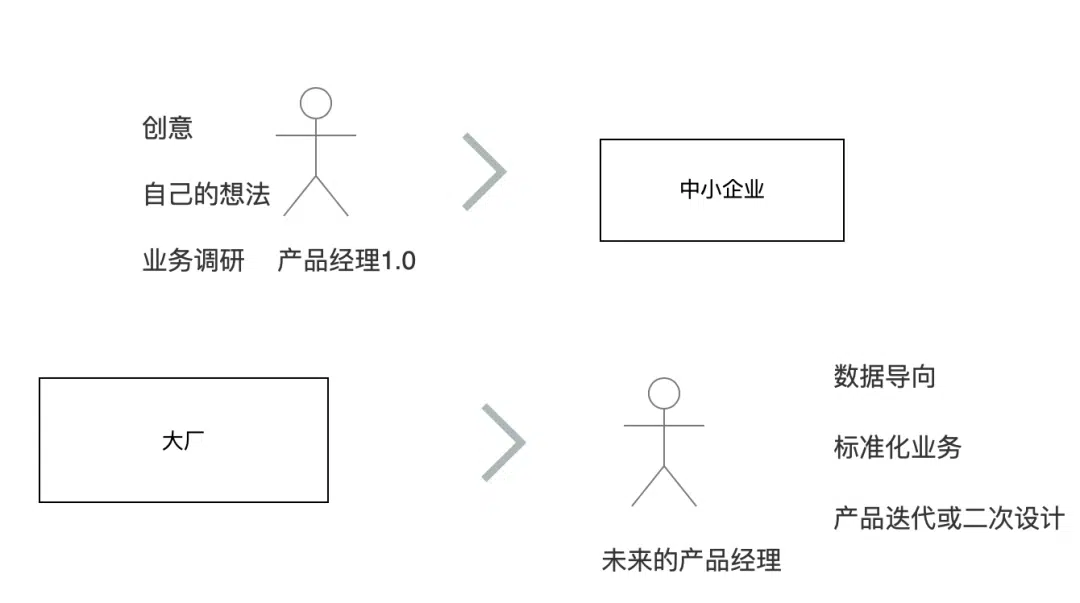 创意
自己的想法
业务调研
产品经理1.0
中小企业
大厂
未来的产品经理
数据导向
标准化业务
产品迭代或二次设计